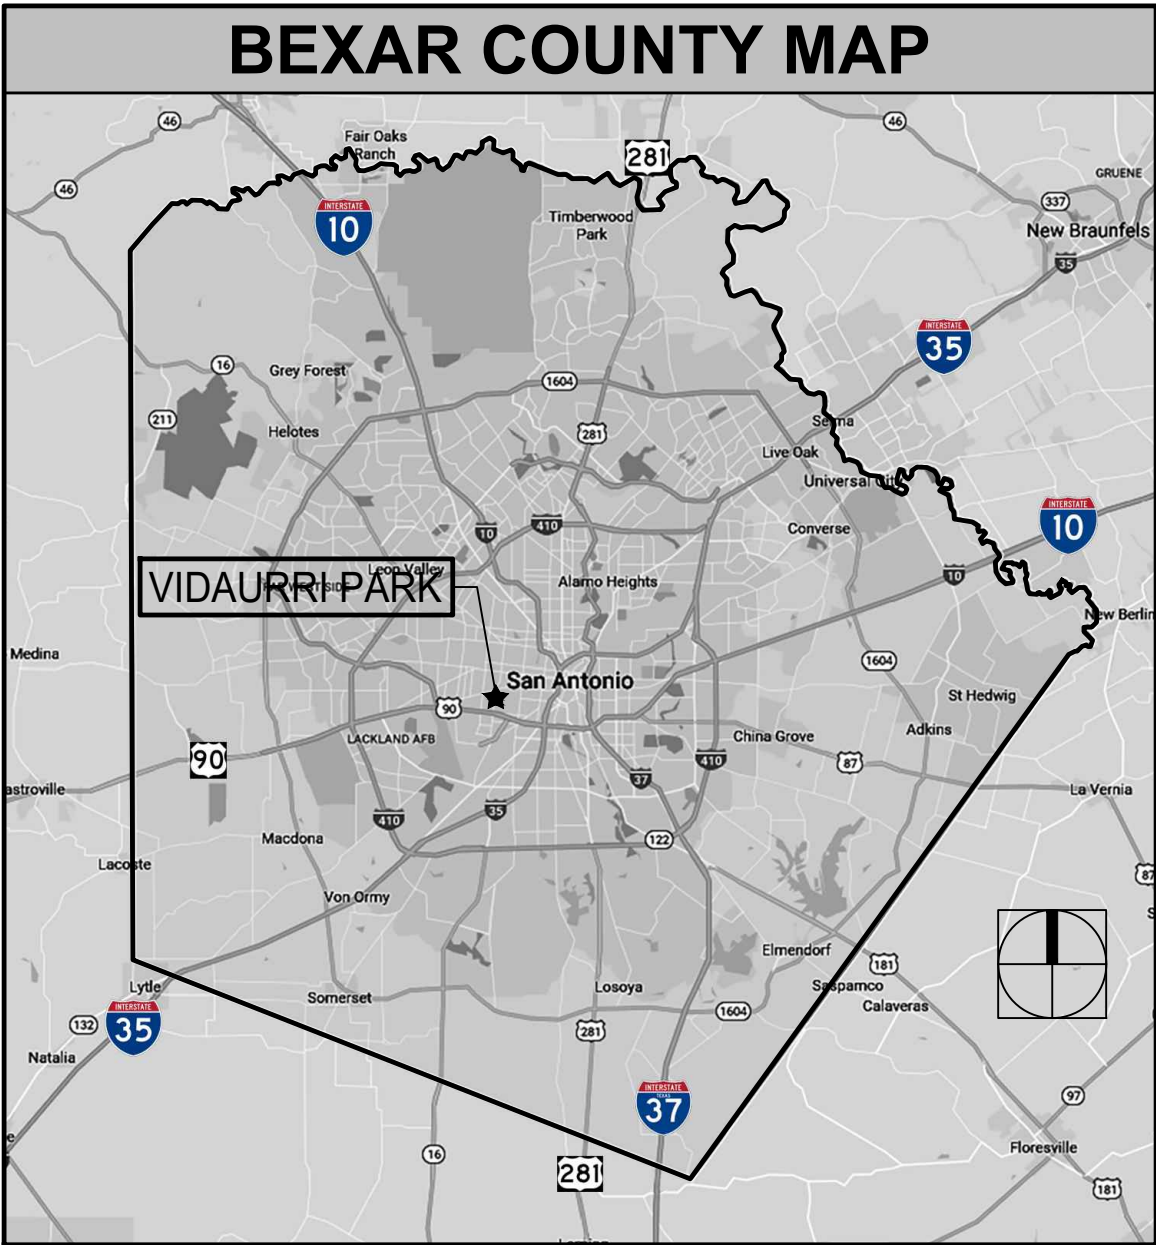 BEXAR COUNTY MAP
46
46
Fair Oaks
Ranch
281
46
GRUENE
337
New Braunfels
35
INTERSTATE
10
Timberwood
Park
INTERSTATE
35
16
Grey Forest
1604
211
Helotes
281
Selma
Live Oak
Universal City
10
410
Converse
INTERSTATE
10
Leon Valley
VIDAURRI PARK
Alamo Heights
10
New Berlin
Medina
San Antonio
1604
St Hedwig
90
LACKLAND AFB
China Grove
Adkins
90
410
87
37
astroville
La Vernia
410
35
122
Macdona
Lacoste
87
Von Ormy
Elmendorf
181
Lytle
Somerset
Losoya
Saspamco
Calaveras
INTERSTATE
35
132
1604
281
Natalia
INTERSTATE
TEXAS
37
97
16
281
Floresville
181